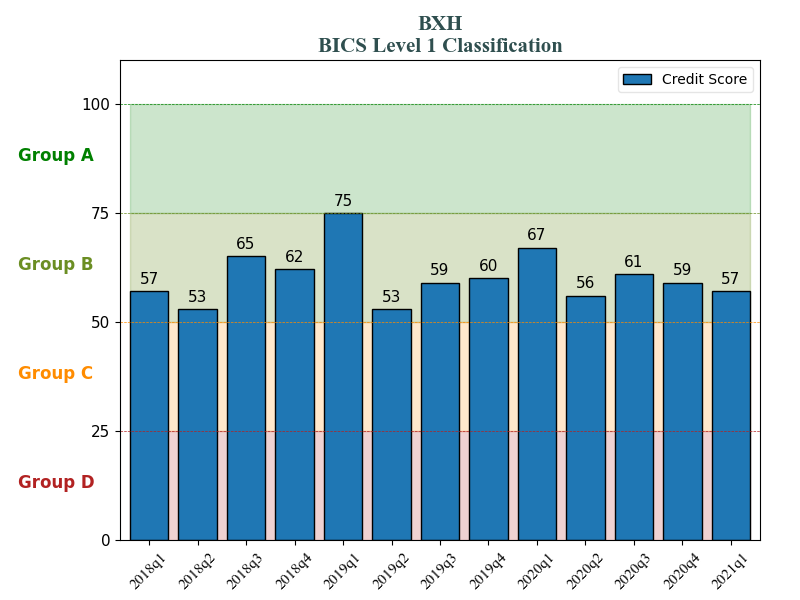 BXH
BICS Level 1 Classification
Credit Score
100
Group A
75
Group B
50
Group C
25
Group D
0
57
53
65
62
75
53
59
60
67
56
61
59
57
2018q1
2018q2
2018q3
2018q4
2019q1
2019q2
2019q3
2019q4
2020q1
2020q2
2020q3
2020q4
2021q1